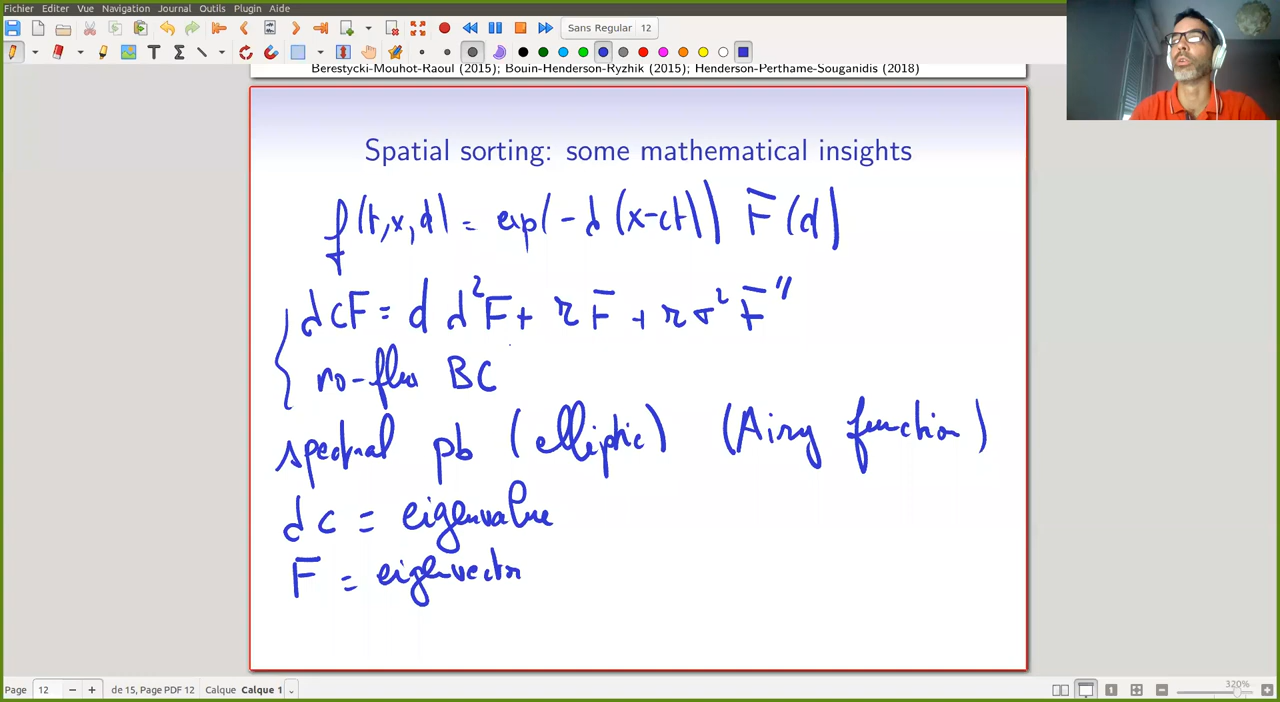 Fichier Editer Vue Navigation Journal Outils Plugin Aide
Sans Regular 12
Berestycki-Mouhot-Raoul (2015); Bouin-Henderson-Ryzhik (2015); Henderson-Perthame-Souganidis (2018)
Spatial sorting: some mathematical insights
f(t,x,d) = exp(-λ(x-ct)) F(d)
λcF = d λ²F + rF + rσ²F''
no-flux BC
spectral pb (elliptic) (Airy function)
λc = eigenvalue
F = eigenvector
Page 12 de 15, Page PDF 12 Calque Calque 1 320%